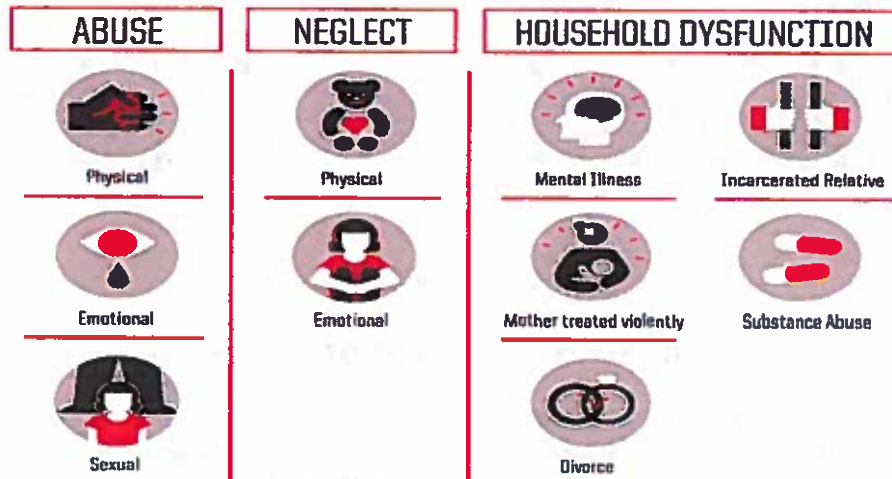 ABUSE
NEGLECT
HOUSEHOLD DYSFUNCTION
Physical
Physical
Mental Illness
Incarcerated Relative
Emotional
Emotional
Mother treated violently
Substance Abuse
Sexual
Divorce